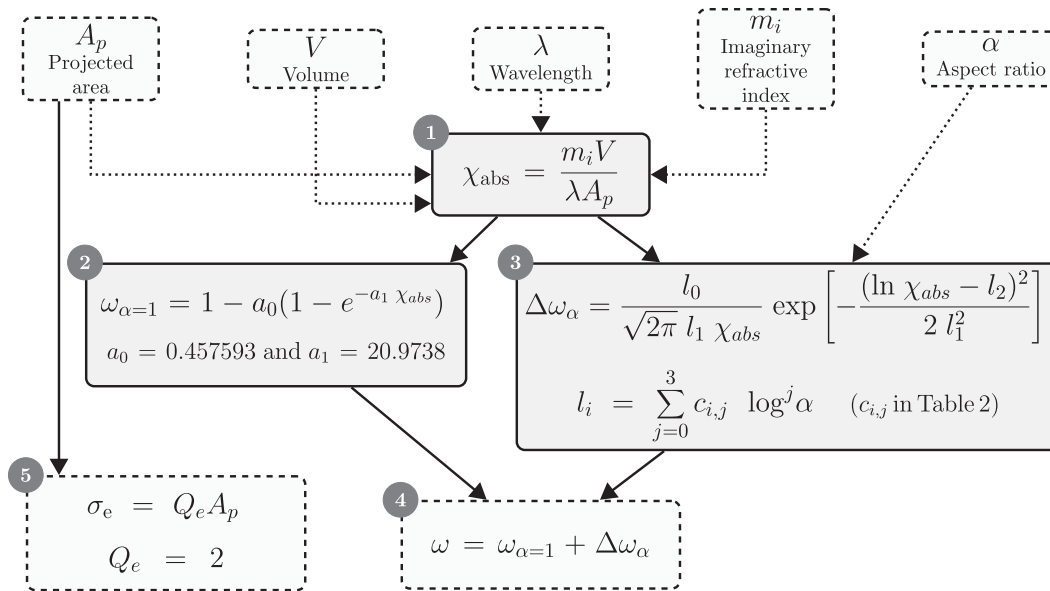 A_p
Projected
area
V
Volume
λ
Wavelength
m_i
Imaginary
refractive
index
α
Aspect ratio
1
χ_abs = m_i V / λA_p
2
ω_{α=1} = 1 − a_0(1 − e^{−a_1 χ_abs})
a_0 = 0.457593 and a_1 = 20.9738
3
Δω_α = l_0 / √2π l_1 χ_abs exp [−(ln χ_abs − l_2)^2 / 2 l_1^2]
l_i = ∑_{j=0}^{3} c_{i,j} log^j α (c_{i,j} in Table 2)
5
σ_e = Q_e A_p
Q_e = 2
4
ω = ω_{α=1} + Δω_α